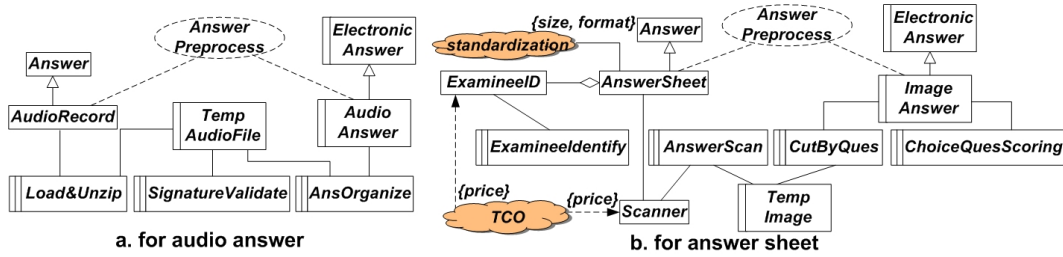 Answer
Preprocess
Electronic
Answer
Answer
AudioRecord
Temp
AudioFile
Audio
Answer
Load&Unzip
SignatureValidate
AnsOrganize
a. for audio answer
{size, format}
standardization
Answer
Answer
Preprocess
Electronic
Answer
ExamineeID
AnswerSheet
Image
Answer
ExamineeIdentify
AnswerScan
CutByQues
ChoiceQuesScoring
{price}
TCO
{price}
Scanner
Temp
Image
b. for answer sheet